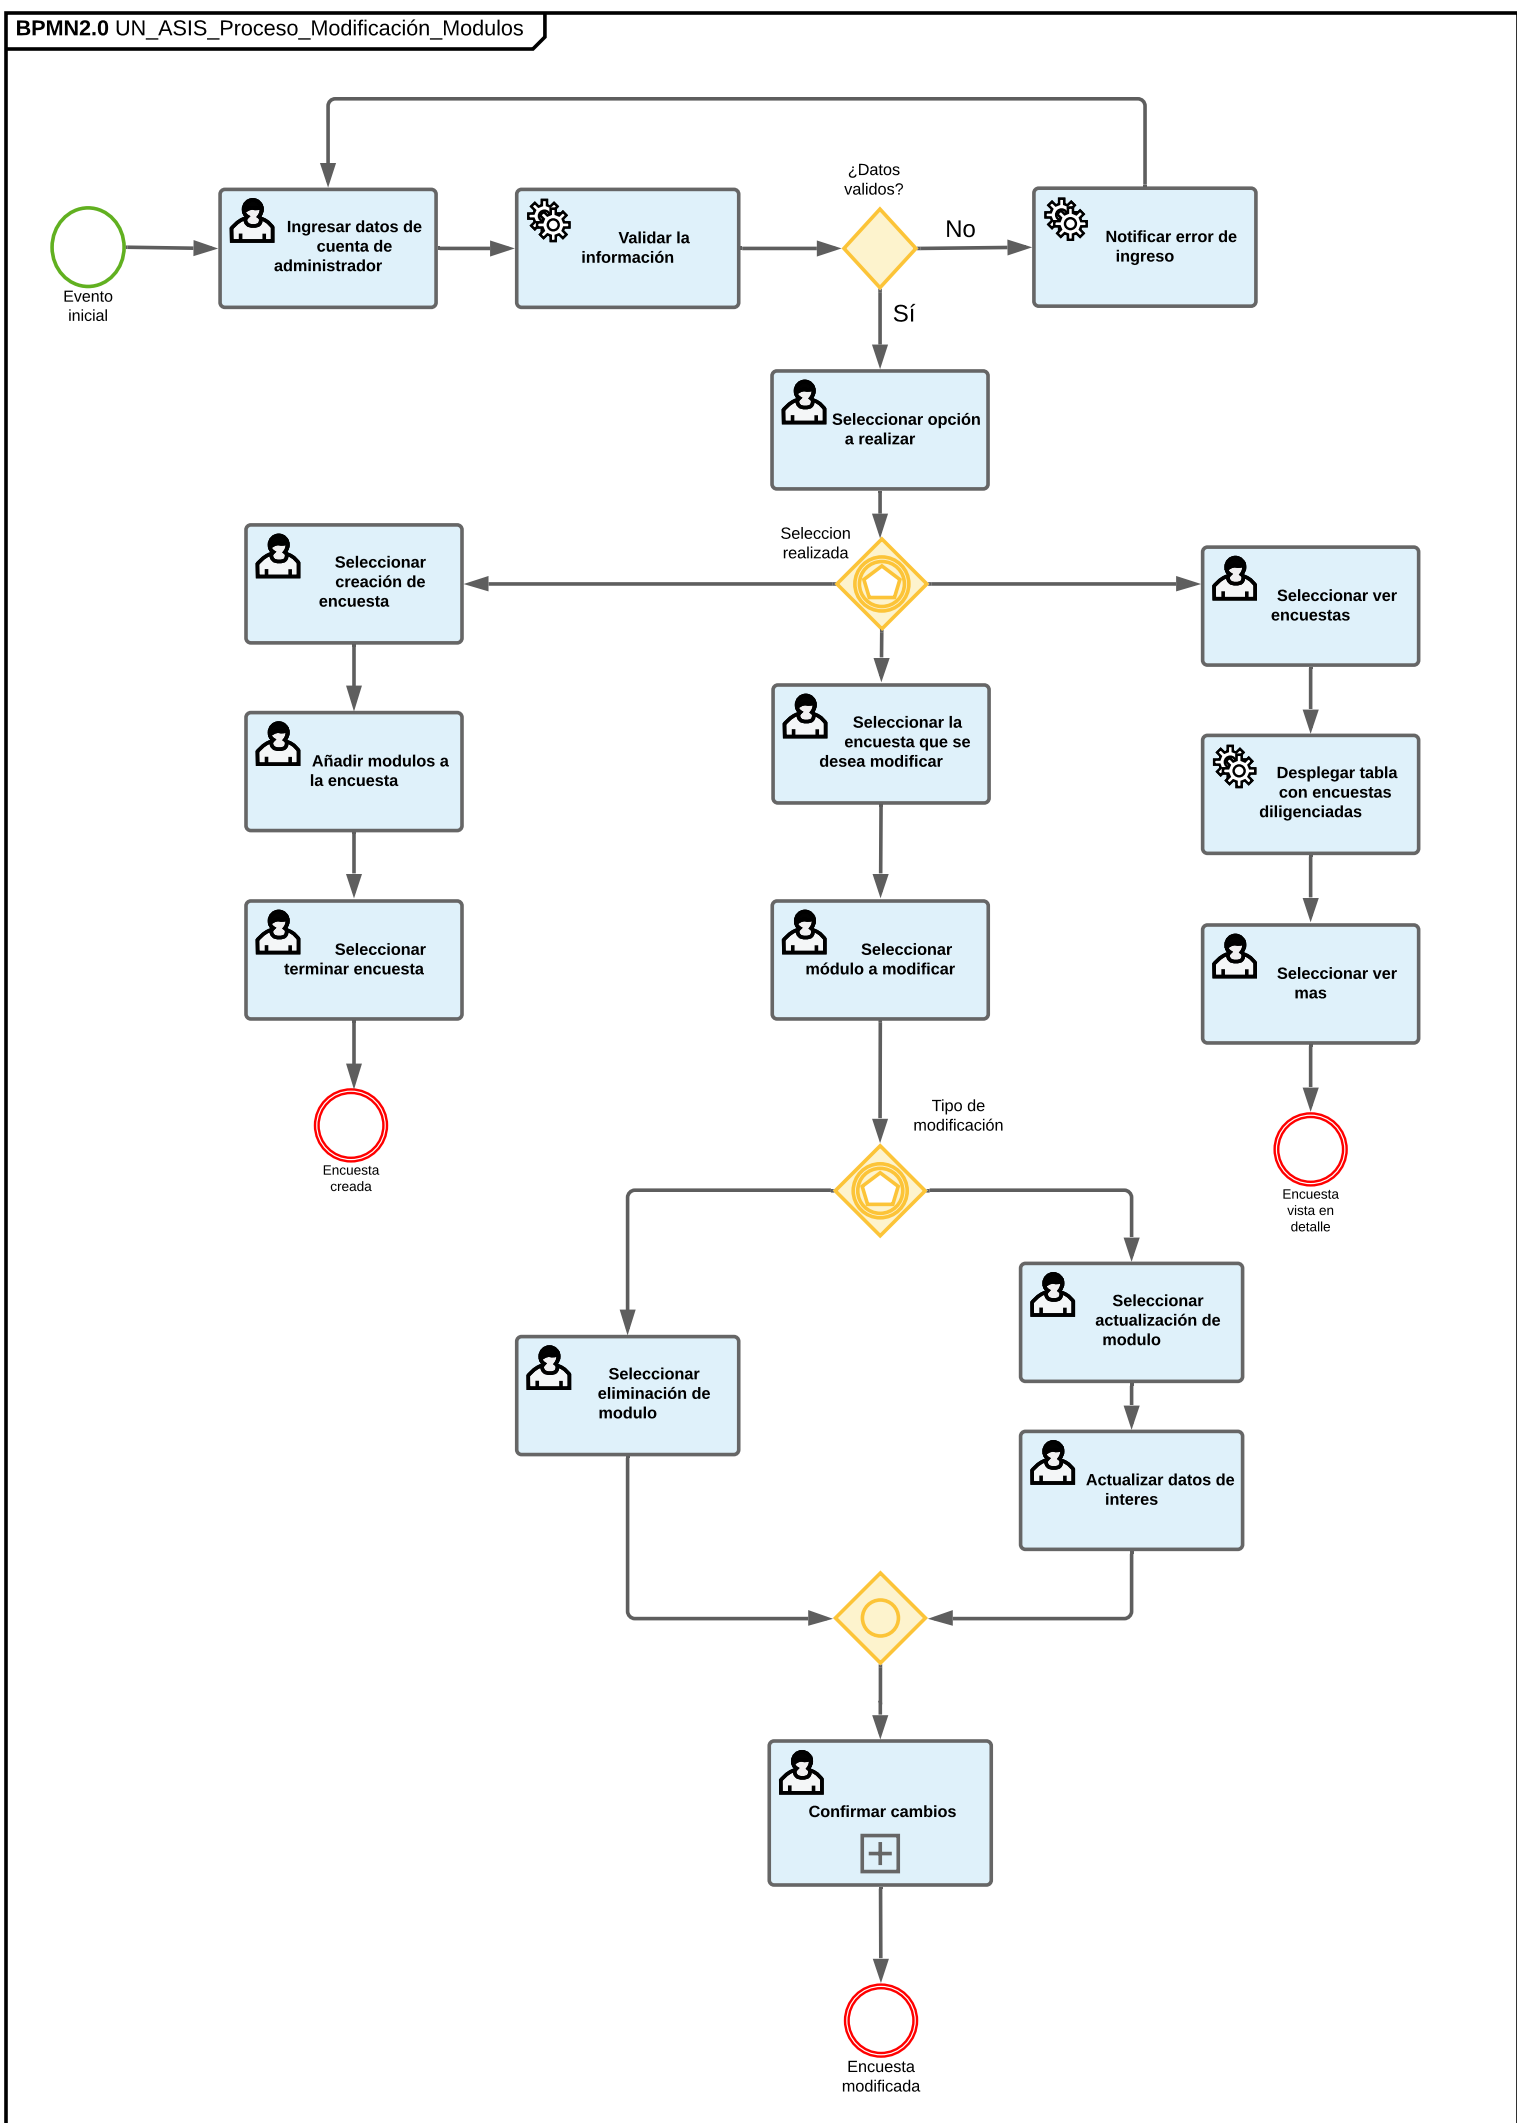 BPMN2.0 UN_ASIS_Proceso_Modificación_Modulos
¿Datos
validos?
Ingresar datos de
cuenta de
administrador
Validar la
información
No
Notificar error de
ingreso
Evento
inicial
Sí
Seleccionar opción
a realizar
Seleccion
realizada
Seleccionar
creación de
encuesta
Seleccionar ver
encuestas
Añadir modulos a
la encuesta
Seleccionar la
encuesta que se
desea modificar
Desplegar tabla
con encuestas
diligenciadas
Seleccionar
terminar encuesta
Seleccionar
módulo a modificar
Seleccionar ver
mas
Tipo de
modificación
Encuesta
creada
Encuesta
vista en
detalle
Seleccionar
actualización de
modulo
Seleccionar
eliminación de
modulo
Actualizar datos de
interes
Confirmar cambios
Encuesta
modificada